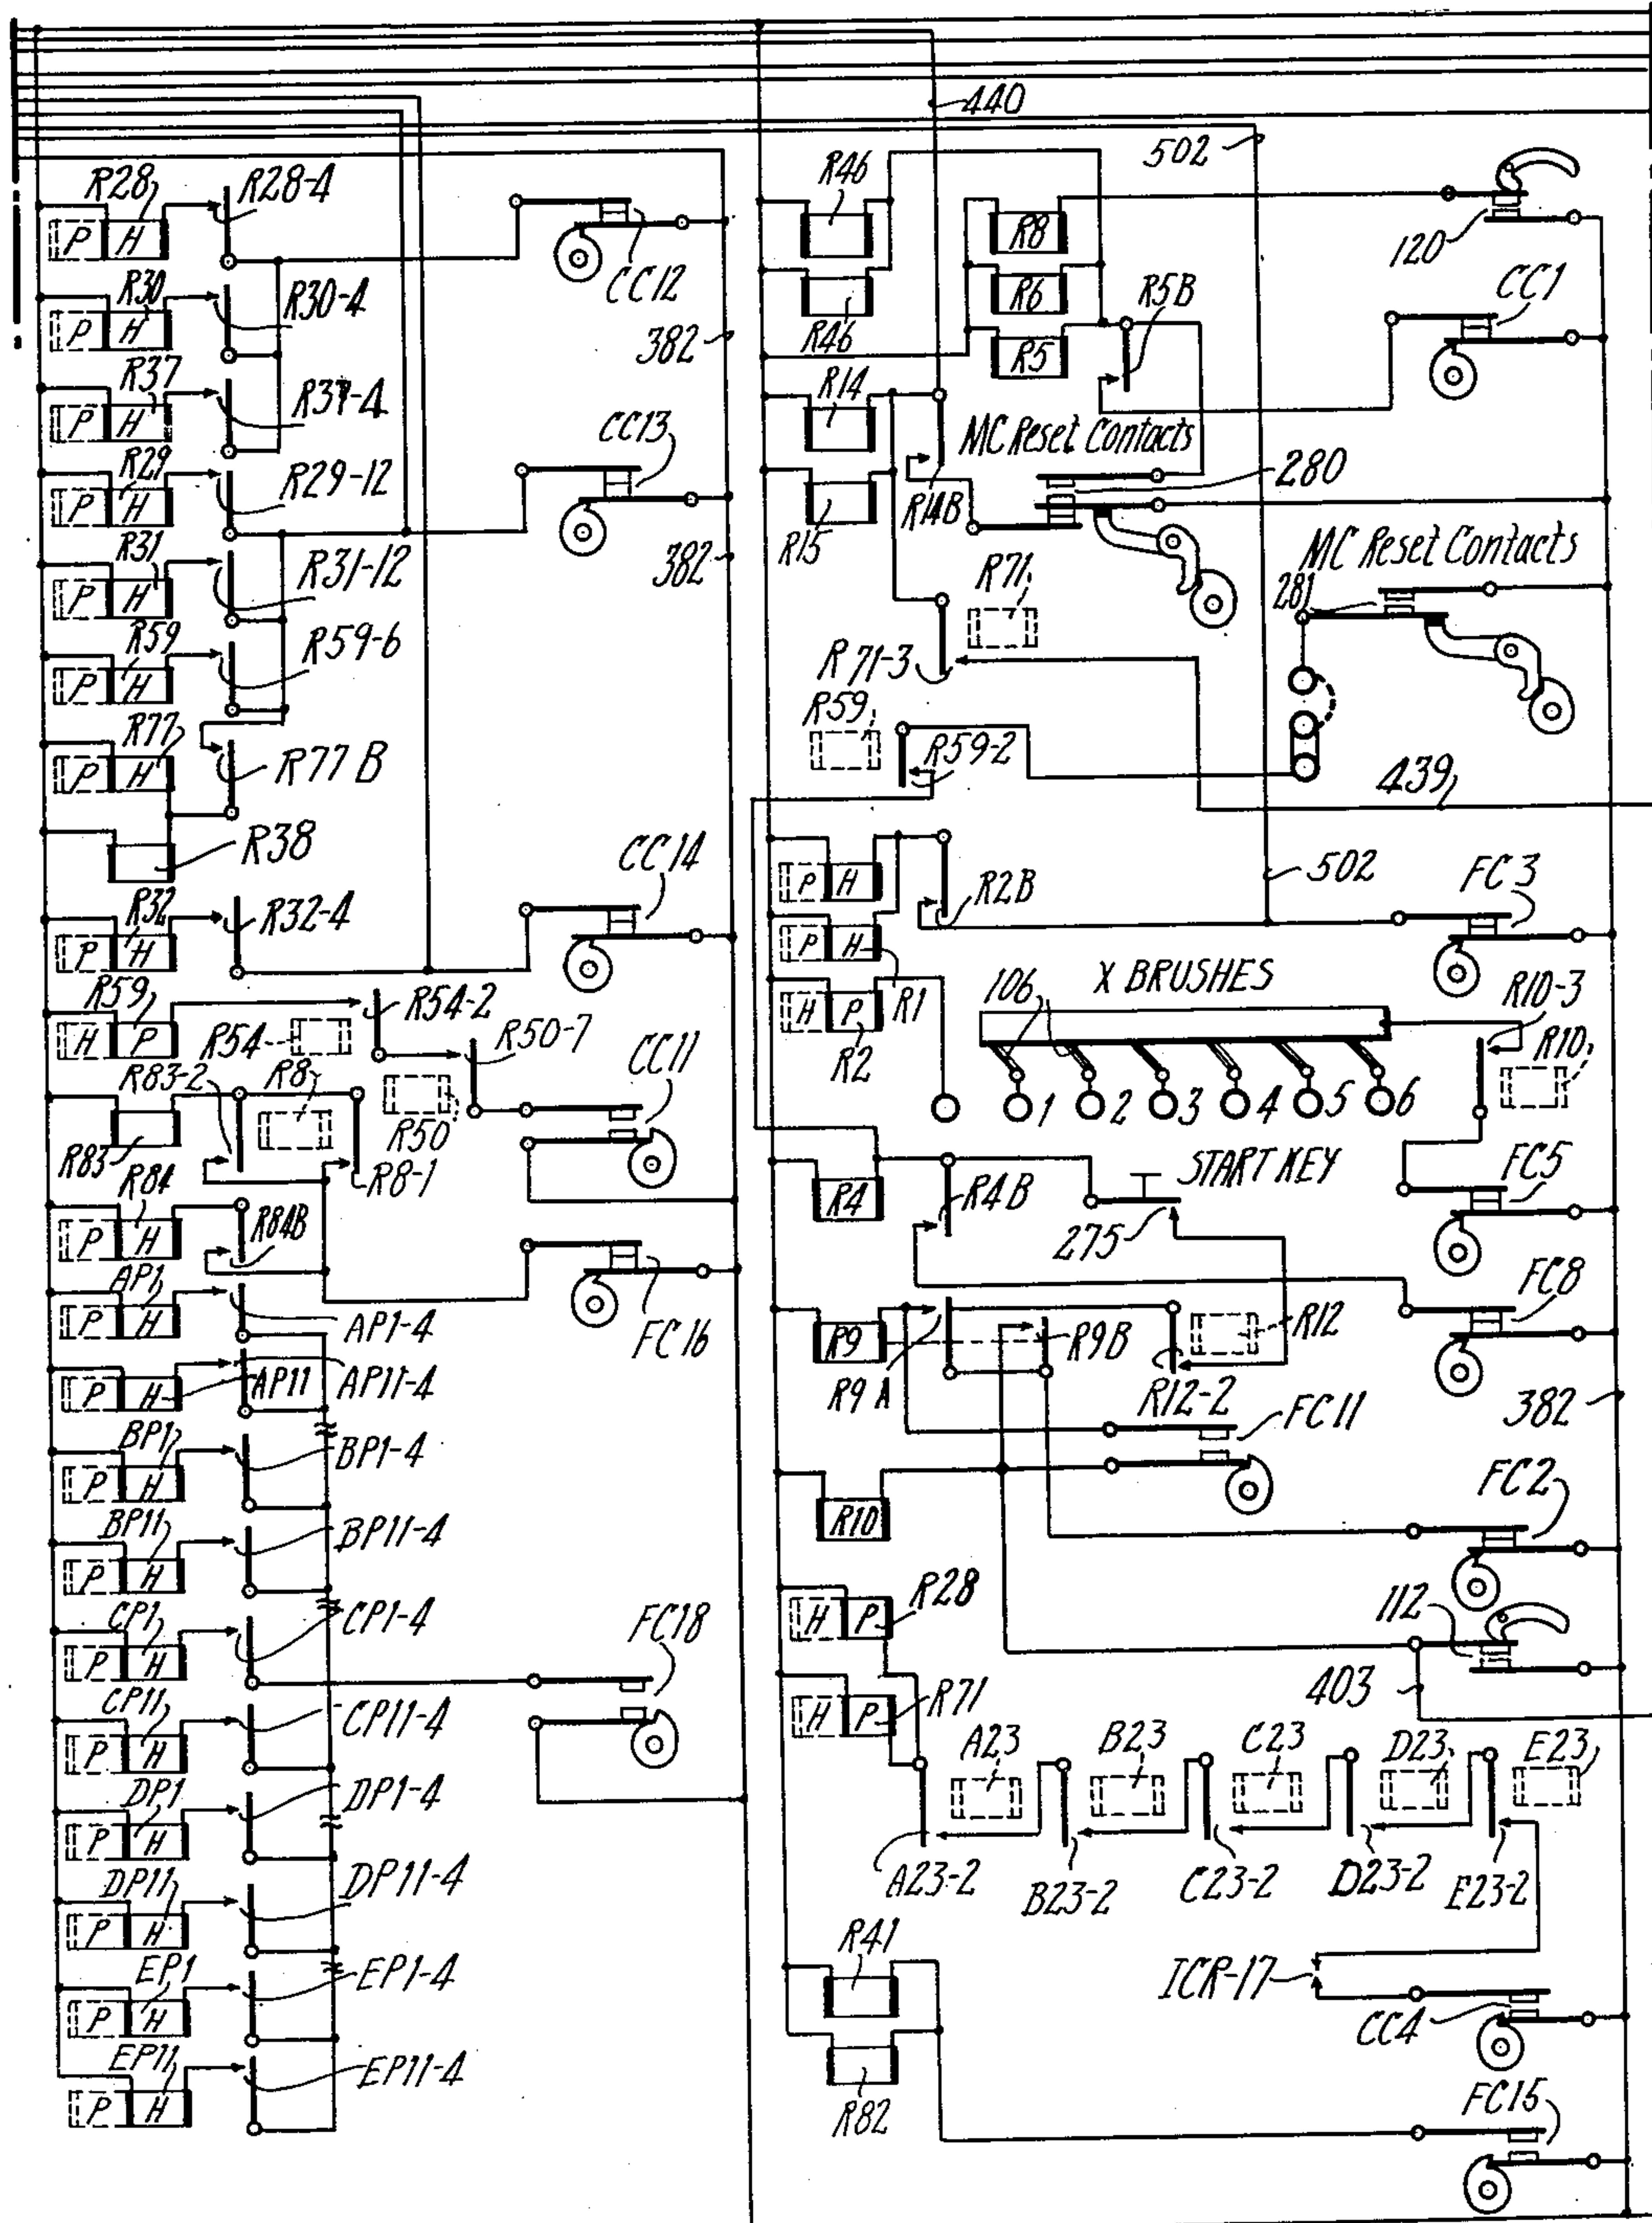 440
502
R28
R28-4
P H
CC12
R46
R8
120
R30
R30-4
P H
382
R46
R6
R5B
CC1
R5
R37
R37-4
P H
R14
CC13
MC Reset Contacts
280
R29
R29-12
P H
R15
R14B
382
R31
R31-12
P H
R71
MC Reset Contacts
281
R59
R59-6
P H
R71-3
R77
R77B
P H
R59
R59-2
439
R38
CC14
P H
R2B
502
FC3
R32
R32-4
P H
P H
R1
X BRUSHES
106
R10-3
R59
R54-2
H P
R54
R50-7
H P
R2
R10
CC11
1 2 3 4 5 6
R83-2
R8
R50
R83
R8-1
START KEY
FC5
R84
R84B
P H
R4
R4B
275
AP1
AP1-4
P H
FC16
FC8
R9
R9B
R12
AP11
AP11-4
P H
R9A
R12-2
FC11
382
BP1
BP1-4
P H
R10
FC2
BP11
BP11-4
P H
CP1
CP1-4
P H
FC18
H P
R28
112
CP11
CP11-4
P H
H P
R71
403
DP1
DP1-4
P H
A23
B23
C23
D23
E23
A23-2
B23-2
C23-2
D23-2
E23-2
DP11
DP11-4
P H
R41
EP1
EP1-4
P H
ICR-17
CC4
EP11
EP11-4
P H
R82
FC15